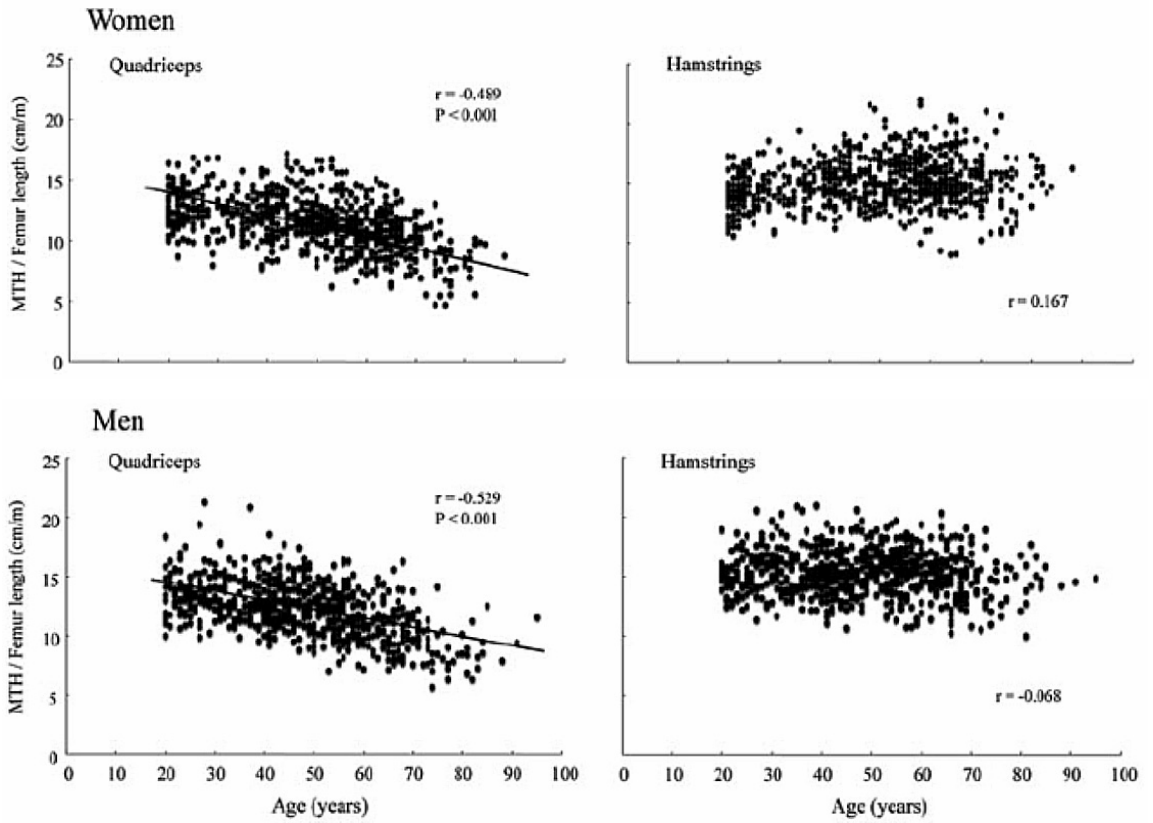 Women
Quadriceps
Hamstrings
r = -0.489
P < 0.001
r = 0.167
MTH / Femur length (cm/m)
25
20
15
10
5
0
Men
Quadriceps
Hamstrings
r = -0.529
P < 0.001
r = -0.068
MTH / Femur length (cm/m)
25
20
15
10
5
0
0 10 20 30 40 50 60 70 80 90 100
0 10 20 30 40 50 60 70 80 90 100
Age (years)
Age (years)